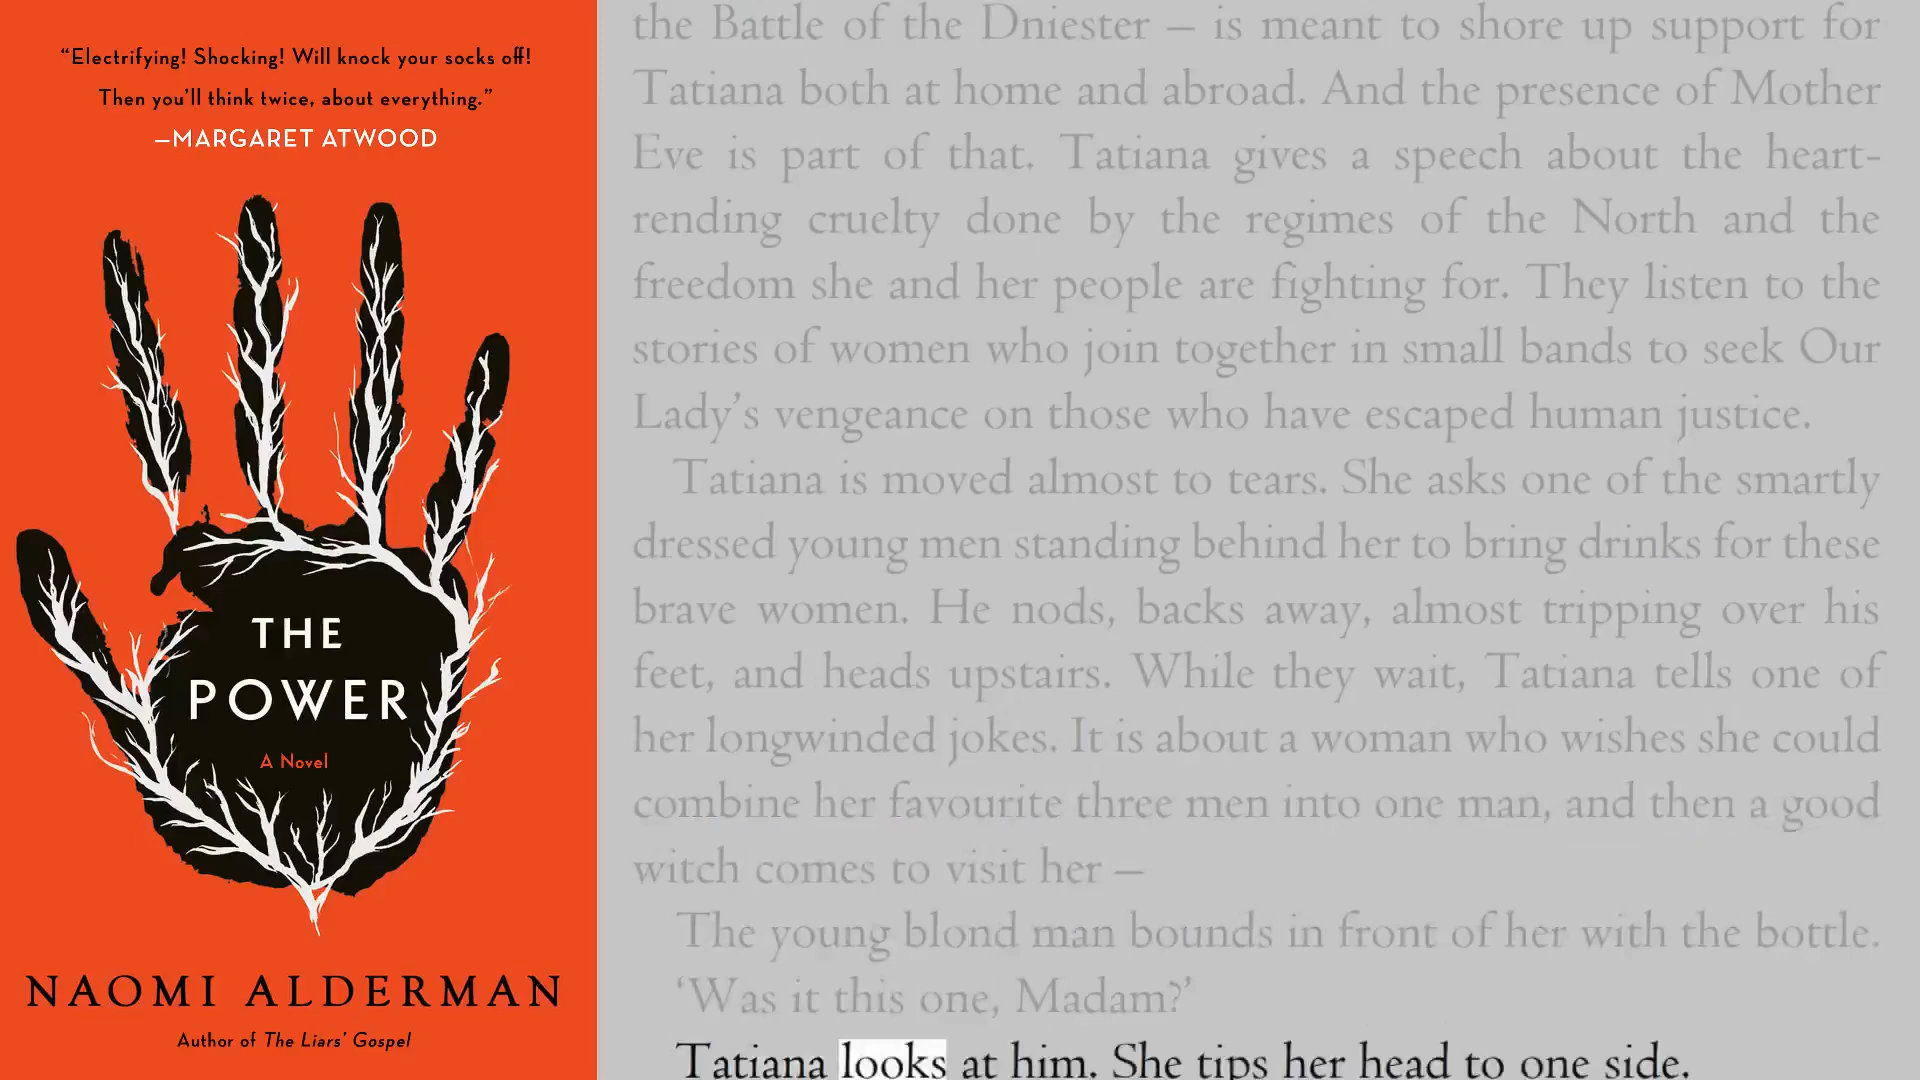 “Electrifying! Shocking! Will knock your socks off!
Then you’ll think twice, about everything.”
—MARGARET ATWOOD
THE
POWER
A Novel
NAOMI ALDERMAN
Author of The Liars’ Gospel
the Battle of the Dniester – is meant to shore up support for
Tatiana both at home and abroad. And the presence of Mother
Eve is part of that. Tatiana gives a speech about the heart-
rending cruelty done by the regimes of the North and the
freedom she and her people are fighting for. They listen to the
stories of women who join together in small bands to seek Our
Lady’s vengeance on those who have escaped human justice.
Tatiana is moved almost to tears. She asks one of the smartly
dressed young men standing behind her to bring drinks for these
brave women. He nods, backs away, almost tripping over his
feet, and heads upstairs. While they wait, Tatiana tells one of
her longwinded jokes. It is about a woman who wishes she could
combine her favourite three men into one man, and then a good
witch comes to visit her –
The young blond man bounds in front of her with the bottle.
‘Was it this one, Madam?’
Tatiana looks at him. She tips her head to one side.